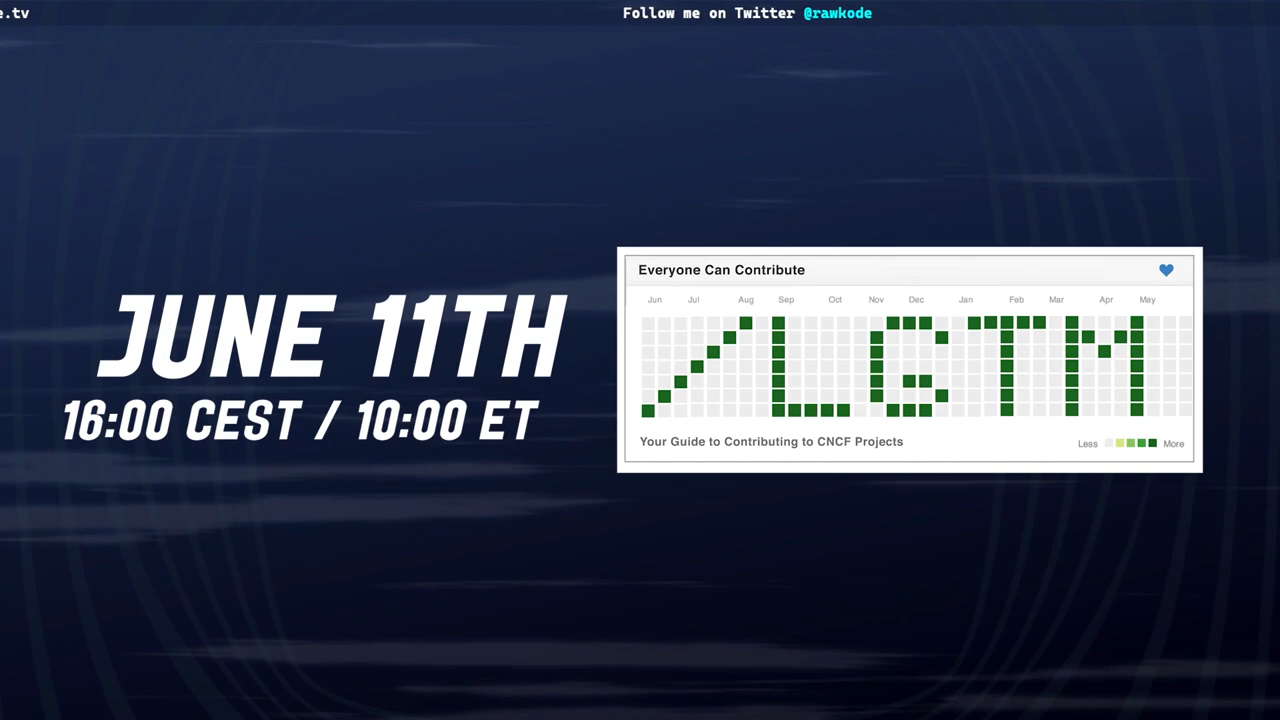 e.tv
Follow me on Twitter @rawkode
JUNE 11TH
16:00 CEST / 10:00 ET
Everyone Can Contribute
Jun Jul Aug Sep Oct Nov Dec Jan Feb Mar Apr May
/LGTM
Your Guide to Contributing to CNCF Projects
Less More